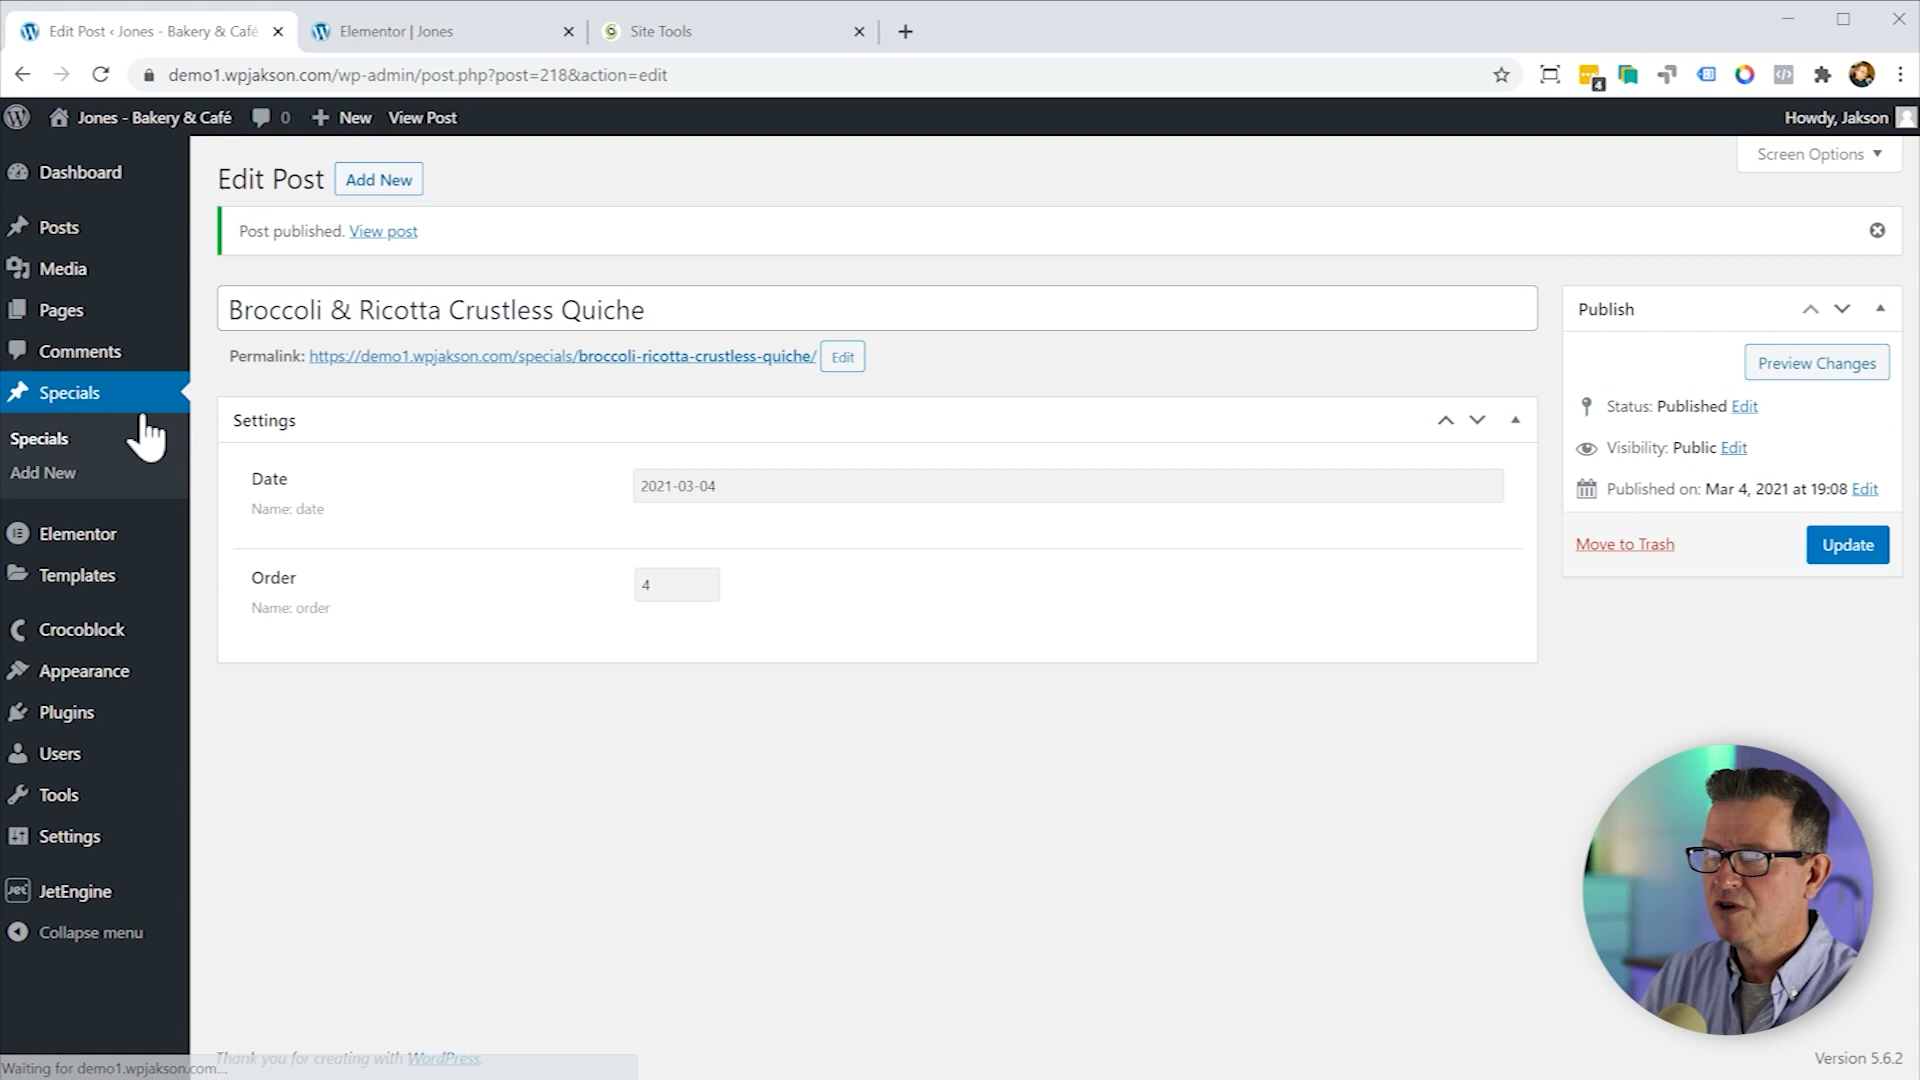 Edit Post ‹ Jones - Bakery & Café
Elementor | Jones
Site Tools
demo1.wpjakson.com/wp-admin/post.php?post=218&action=edit
4
Jones - Bakery & Café
0
New
View Post
Howdy, Jakson
Screen Options
Dashboard
Posts
Media
Pages
Comments
Specials
Specials
Add New
Elementor
Templates
Crocoblock
Appearance
Plugins
Users
Tools
Settings
Jet
JetEngine
Collapse menu
Edit Post
Add New
Post published. View post
Broccoli & Ricotta Crustless Quiche
Permalink: https://demo1.wpjakson.com/specials/broccoli-ricotta-crustless-quiche/ Edit
Settings
Date
Name: date
2021-03-04
Order
Name: order
4
Publish
Preview Changes
Status: Published Edit
Visibility: Public Edit
Published on: Mar 4, 2021 at 19:08 Edit
Move to Trash
Update
Thank you for creating with WordPress.
Version 5.6.2
Waiting for demo1.wpjakson.com...